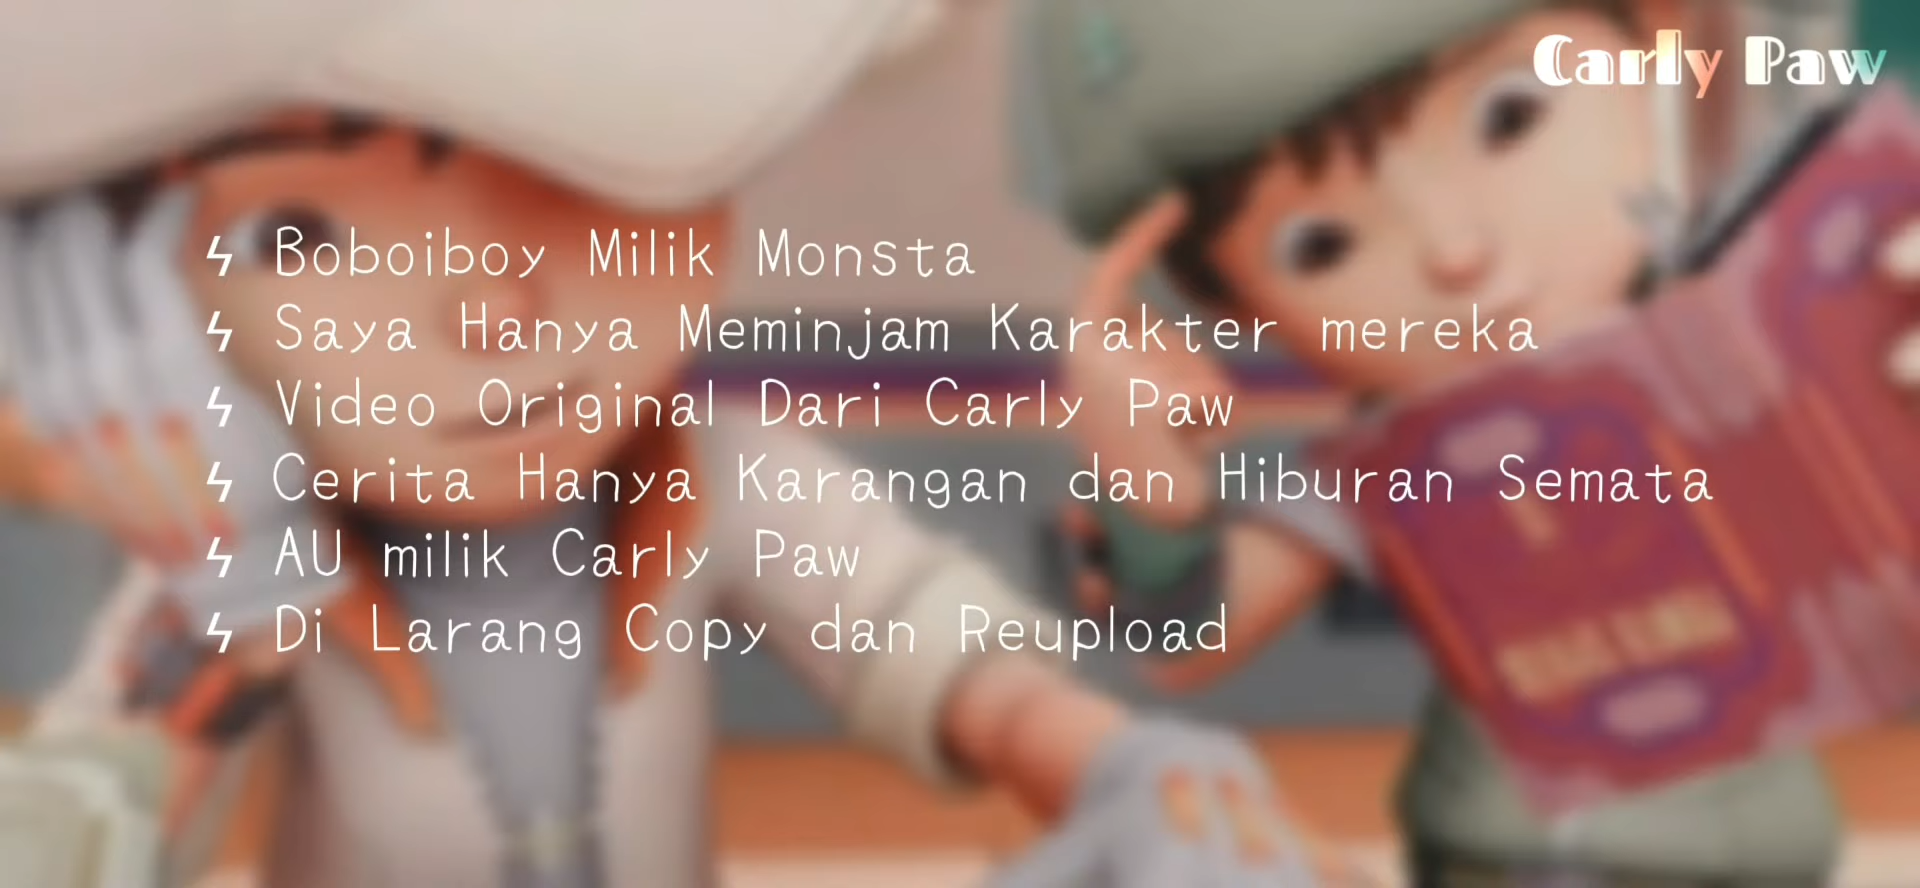 Carly Paw
ϟ Boboiboy Milik Monsta
ϟ Saya Hanya Meminjam Karakter mereka
ϟ Video Original Dari Carly Paw
ϟ Cerita Hanya Karangan dan Hiburan Semata
ϟ AU milik Carly Paw
ϟ Di Larang Copy dan Reupload